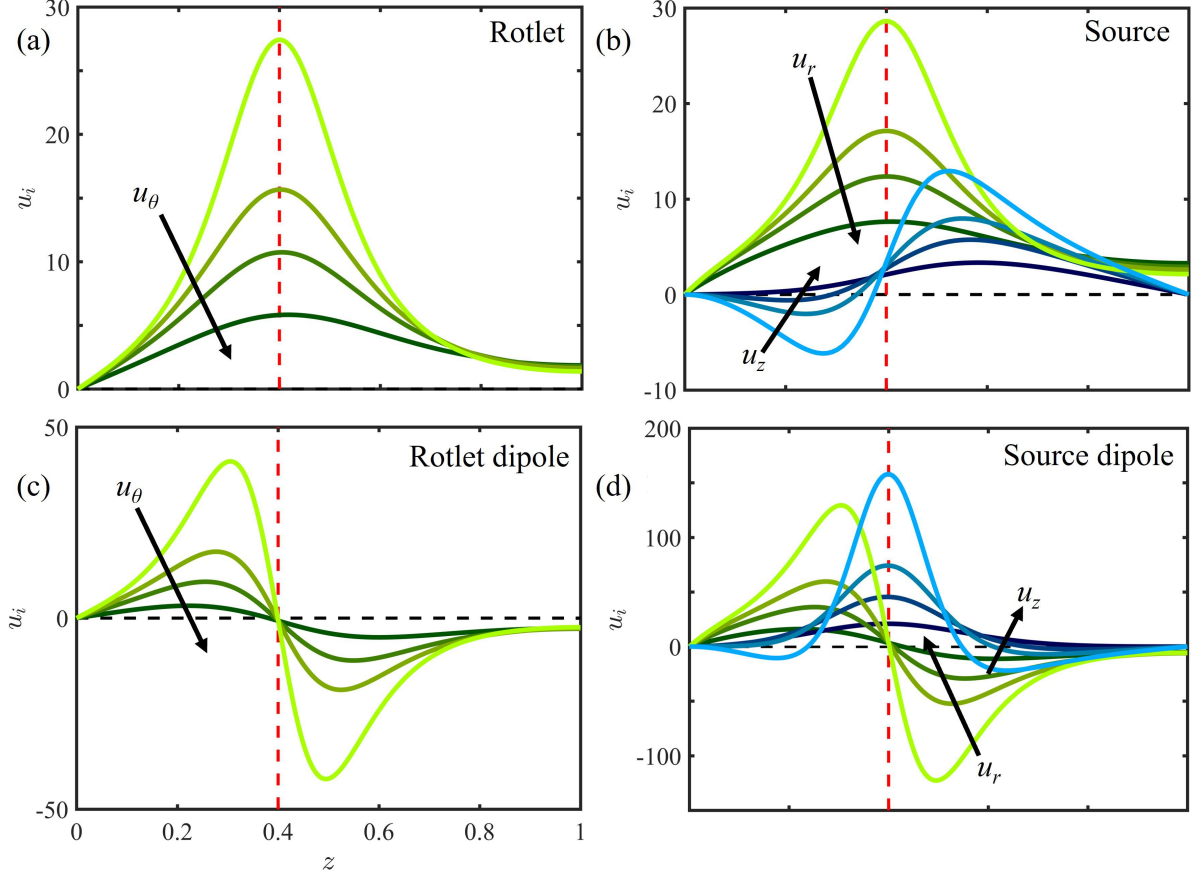 (a)
Rotlet
30
20
10
0
u_i
u_θ
(b)
Source
30
20
10
0
-10
u_i
u_r
u_z
(c)
Rotlet dipole
50
0
-50
u_i
u_θ
0 0.2 0.4 0.6 0.8 1
z
(d)
Source dipole
200
100
0
-100
u_i
u_z
u_r